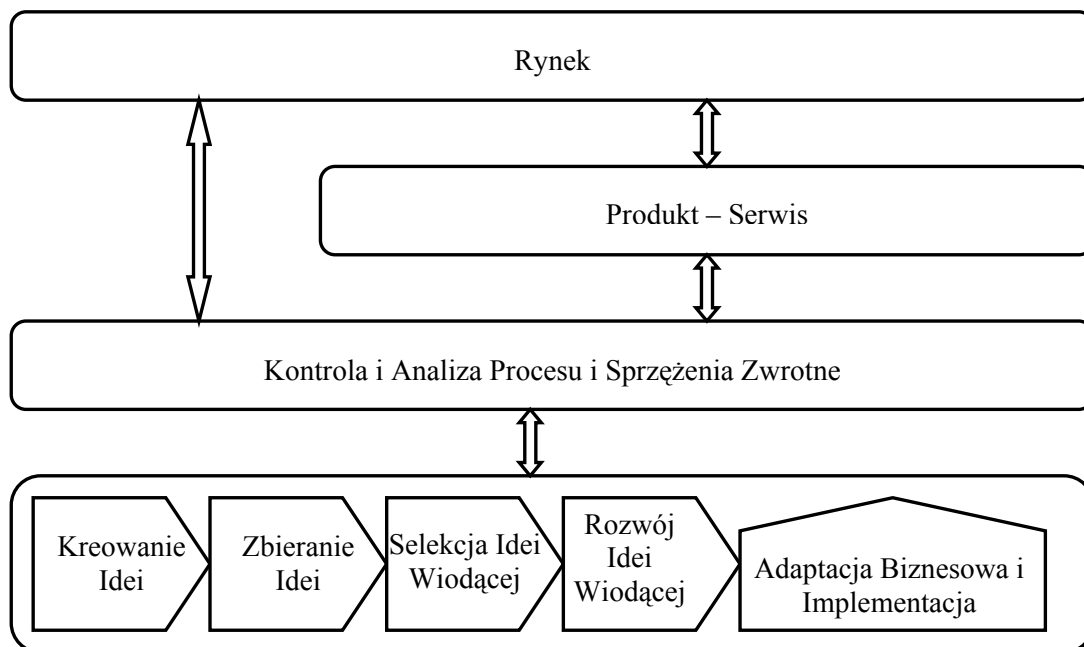 Rynek
Produkt – Serwis
Kontrola i Analiza Procesu i Sprzężenia Zwrotne
Kreowanie
Idei
Zbieranie
Idei
Selekcja Idei
Wiodącej
Rozwój
Idei
Wiodącej
Adaptacja Biznesowa i
Implementacja